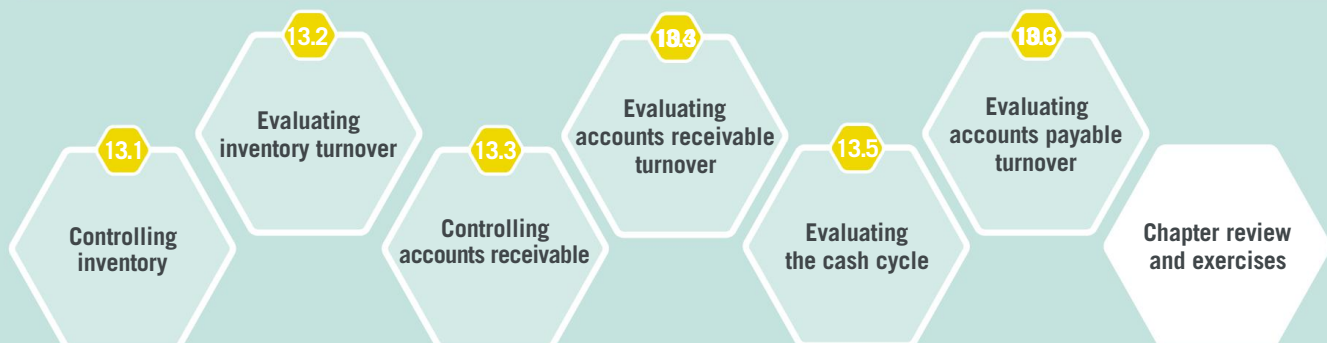 13.1
Controlling
inventory
13.2
Evaluating
inventory turnover
13.3
Controlling
accounts receivable
Evaluating
accounts receivable
turnover
13.5
Evaluating
the cash cycle
Evaluating
accounts payable
turnover
Chapter review
and exercises